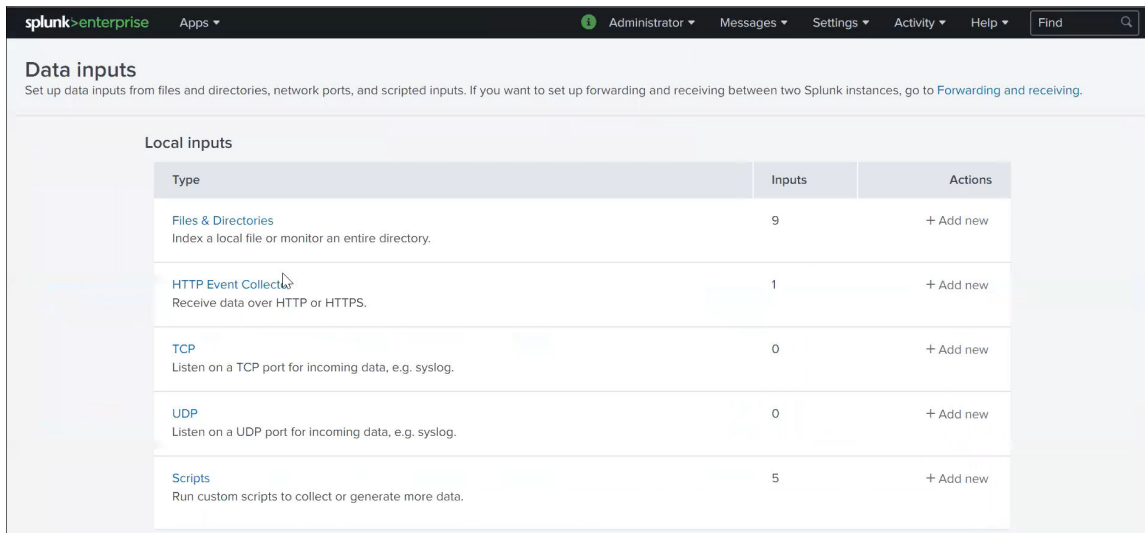 splunk>enterprise Apps Administrator Messages Settings Activity Help Find
Data inputs
Set up data inputs from files and directories, network ports, and scripted inputs. If you want to set up forwarding and receiving between two Splunk instances, go to Forwarding and receiving.
Local inputs
Type Inputs Actions
Files & Directories 9 + Add new
Index a local file or monitor an entire directory.
HTTP Event Collector 1 + Add new
Receive data over HTTP or HTTPS.
TCP 0 + Add new
Listen on a TCP port for incoming data, e.g. syslog.
UDP 0 + Add new
Listen on a UDP port for incoming data, e.g. syslog.
Scripts 5 + Add new
Run custom scripts to collect or generate more data.